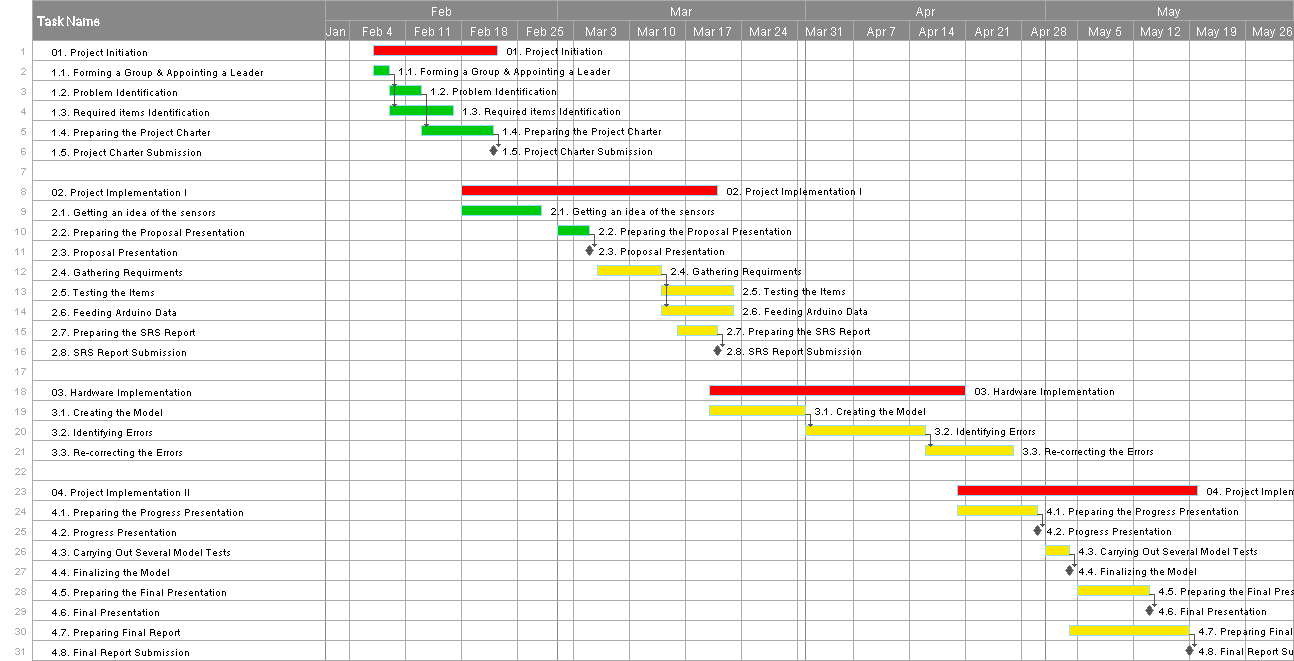 Task Name
Feb Mar Apr May
Jan Feb 4 Feb 11 Feb 18 Feb 25 Mar 3 Mar 10 Mar 17 Mar 24 Mar 31 Apr 7 Apr 14 Apr 21 Apr 28 May 5 May 12 May 19 May 26
1 01. Project Initiation 01. Project Initiation
2 1.1. Forming a Group & Appointing a Leader 1.1. Forming a Group & Appointing a Leader
3 1.2. Problem Identification 1.2. Problem Identification
4 1.3. Required items Identification 1.3. Required items Identification
5 1.4. Preparing the Project Charter 1.4. Preparing the Project Charter
6 1.5. Project Charter Submission 1.5. Project Charter Submission
7
8 02. Project Implementation I 02. Project Implementation I
9 2.1. Getting an idea of the sensors 2.1. Getting an idea of the sensors
10 2.2. Preparing the Proposal Presentation 2.2. Preparing the Proposal Presentation
11 2.3. Proposal Presentation 2.3. Proposal Presentation
12 2.4. Gathering Requirments 2.4. Gathering Requirments
13 2.5. Testing the Items 2.5. Testing the Items
14 2.6. Feeding Arduino Data 2.6. Feeding Arduino Data
15 2.7. Preparing the SRS Report 2.7. Preparing the SRS Report
16 2.8. SRS Report Submission 2.8. SRS Report Submission
17
18 03. Hardware Implementation 03. Hardware Implementation
19 3.1. Creating the Model 3.1. Creating the Model
20 3.2. Identifying Errors 3.2. Identifying Errors
21 3.3. Re-correcting the Errors 3.3. Re-correcting the Errors
22
23 04. Project Implementation II 04. Project Implemen
24 4.1. Preparing the Progress Presentation 4.1. Preparing the Progress Presentation
25 4.2. Progress Presentation 4.2. Progress Presentation
26 4.3. Carrying Out Several Model Tests 4.3. Carrying Out Several Model Tests
27 4.4. Finalizing the Model 4.4. Finalizing the Model
28 4.5. Preparing the Final Presentation 4.5. Preparing the Final Pres
29 4.6. Final Presentation 4.6. Final Presentation
30 4.7. Preparing Final Report 4.7. Preparing Final
31 4.8. Final Report Submission 4.8. Final Report Su